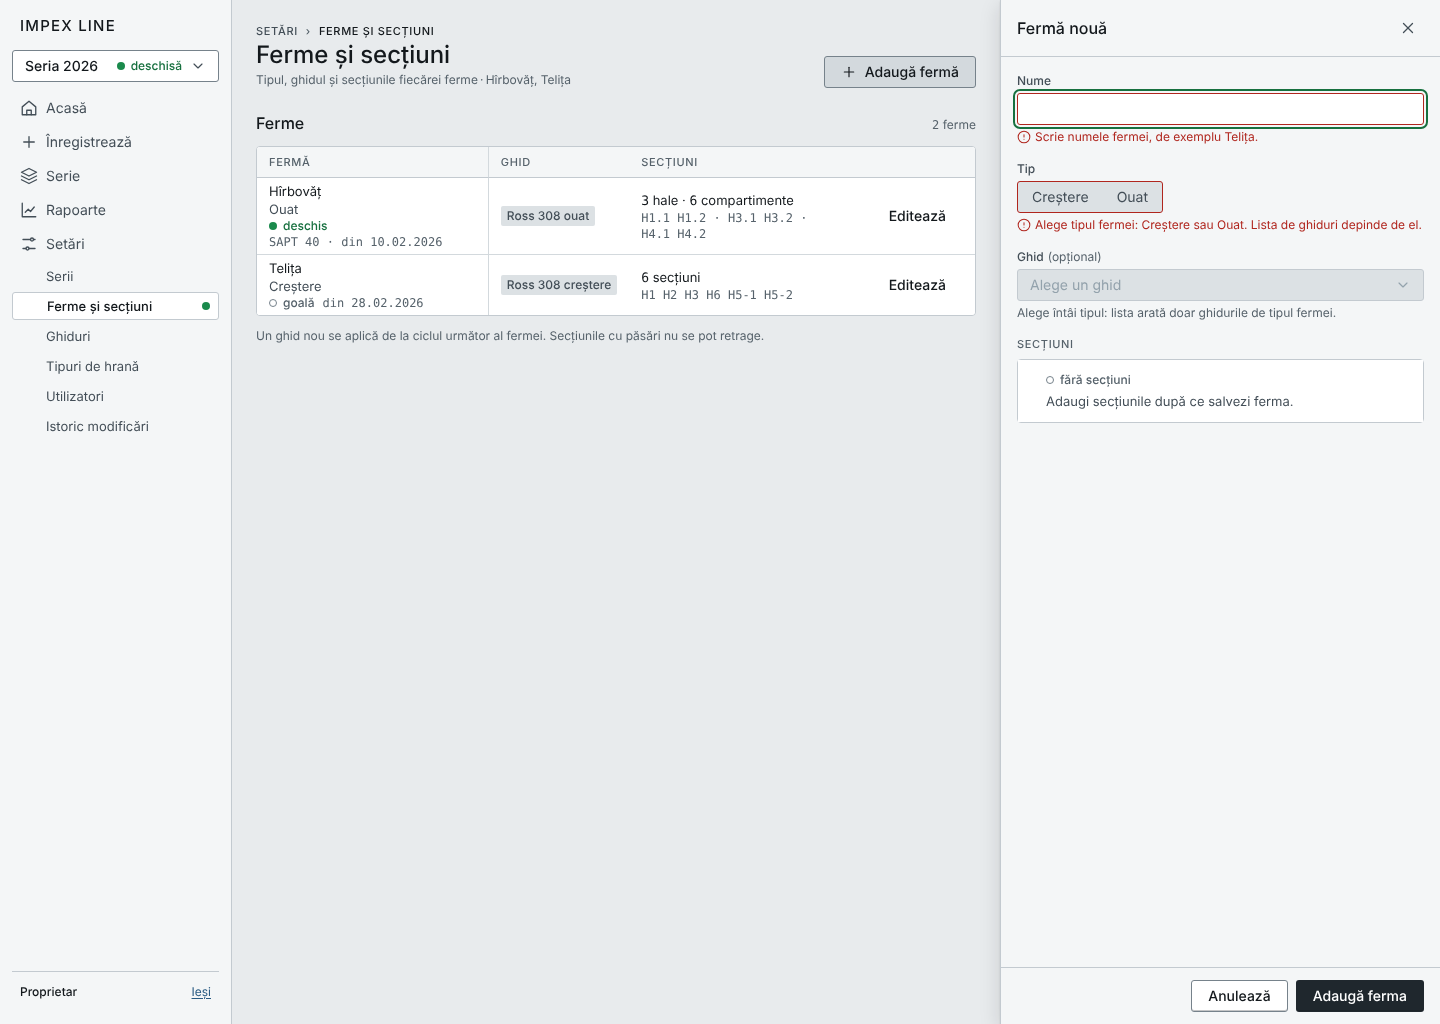 IMPEX LINE
Seria 2026
deschisă
Acasă
Înregistrează
Serie
Rapoarte
Setări
Serii
Ferme și secțiuni
Ghiduri
Tipuri de hrană
Utilizatori
Istoric modificări
Proprietar
Ieși
SETĂRI › FERME ȘI SECȚIUNI
Ferme și secțiuni
Tipul, ghidul și secțiunile fiecărei ferme · Hîrbovăț, Telița
Adaugă fermă
Ferme
2 ferme
FERMĂ GHID SECȚIUNI
Hîrbovăț
Ouat
deschis
SAPT 40 · din 10.02.2026
Ross 308 ouat
3 hale · 6 compartimente
H1.1 H1.2 · H3.1 H3.2 ·
H4.1 H4.2
Editează
Telița
Creștere
goală din 28.02.2026
Ross 308 creștere
6 secțiuni
H1 H2 H3 H6 H5-1 H5-2
Editează
Un ghid nou se aplică de la ciclul următor al fermei. Secțiunile cu păsări nu se pot retrage.
Fermă nouă
Nume
Scrie numele fermei, de exemplu Telița.
Tip
Creștere Ouat
Alege tipul fermei: Creștere sau Ouat. Lista de ghiduri depinde de el.
Ghid (opțional)
Alege un ghid
Alege întâi tipul: lista arată doar ghidurile de tipul fermei.
SECȚIUNI
fără secțiuni
Adaugi secțiunile după ce salvezi ferma.
Anulează
Adaugă ferma